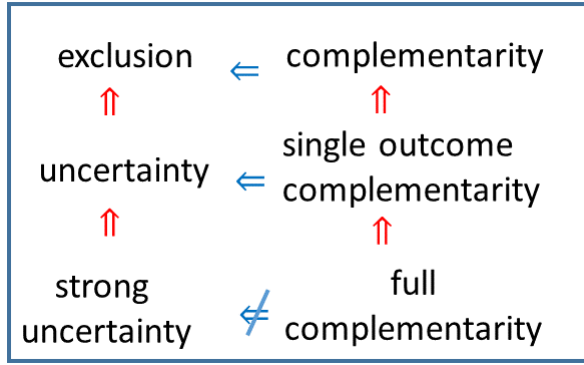 exclusion ⇐ complementarity
⇑ ⇑
uncertainty ⇐ single outcome complementarity
⇑ ⇑
strong uncertainty ⇍ full complementarity